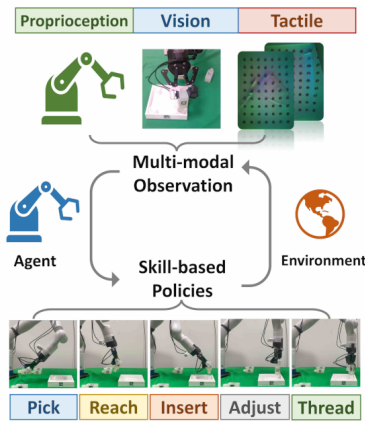 Proprioception Vision Tactile
Multi-modal
Observation
Agent
Environment
Skill-based
Policies
Pick Reach Insert Adjust Thread